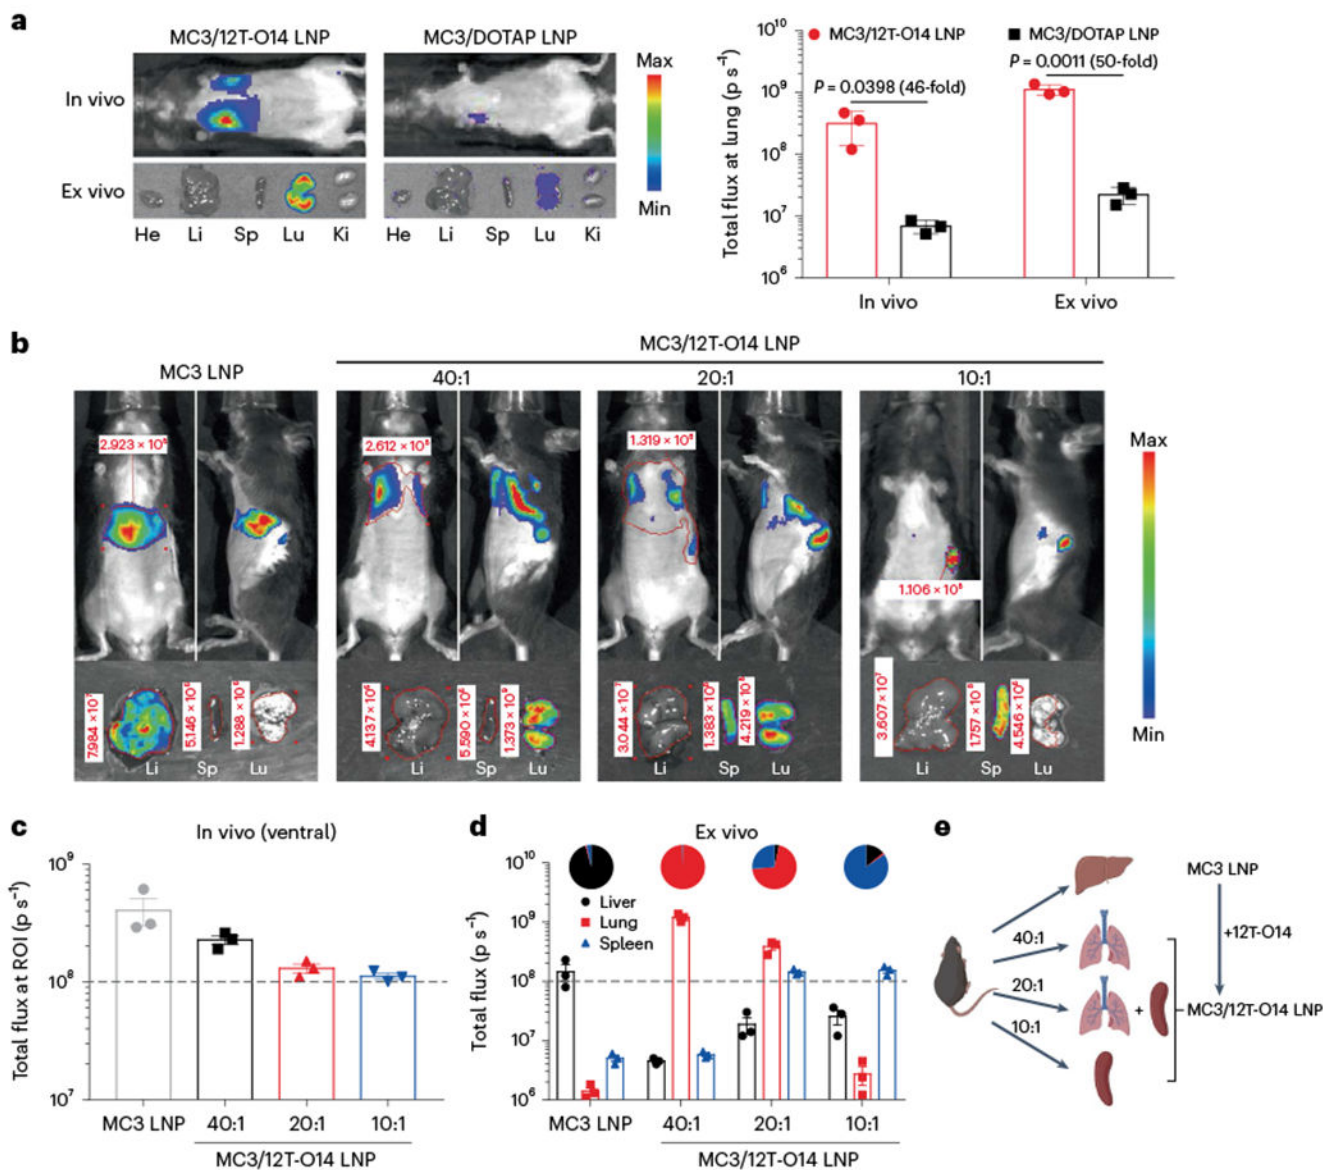 a
MC3/12T-O14 LNP
MC3/DOTAP LNP
In vivo
Ex vivo
He Li Sp Lu Ki
He Li Sp Lu Ki
Max
Min
Total flux at lung (p s⁻¹)
10¹⁰
10⁹
10⁸
10⁷
10⁶
MC3/12T-O14 LNP
MC3/DOTAP LNP
P = 0.0398 (46-fold)
P = 0.0011 (50-fold)
In vivo
Ex vivo
b
MC3/12T-O14 LNP
MC3 LNP
40:1
20:1
10:1
2.923 × 10⁸
2.612 × 10⁸
1.319 × 10⁸
1.106 × 10⁸
7.984 × 10⁷
5.146 × 10⁶
1.288 × 10⁶
Li Sp Lu
4.137 × 10⁶
5.590 × 10⁶
1.373 × 10⁹
Li Sp Lu
3.044 × 10⁷
1.383 × 10⁸
4.219 × 10⁸
Li Sp Lu
3.607 × 10⁷
1.757 × 10⁸
4.546 × 10⁶
Li Sp Lu
Max
Min
c
In vivo (ventral)
Total flux at ROI (p s⁻¹)
10⁹
10⁸
10⁷
MC3 LNP
40:1
20:1
10:1
MC3/12T-O14 LNP
d
Ex vivo
Total flux (p s⁻¹)
10¹⁰
10⁹
10⁸
10⁷
10⁶
Liver
Lung
Spleen
MC3 LNP
40:1
20:1
10:1
MC3/12T-O14 LNP
e
MC3 LNP
40:1
+12T-O14
20:1
+
MC3/12T-O14 LNP
10:1